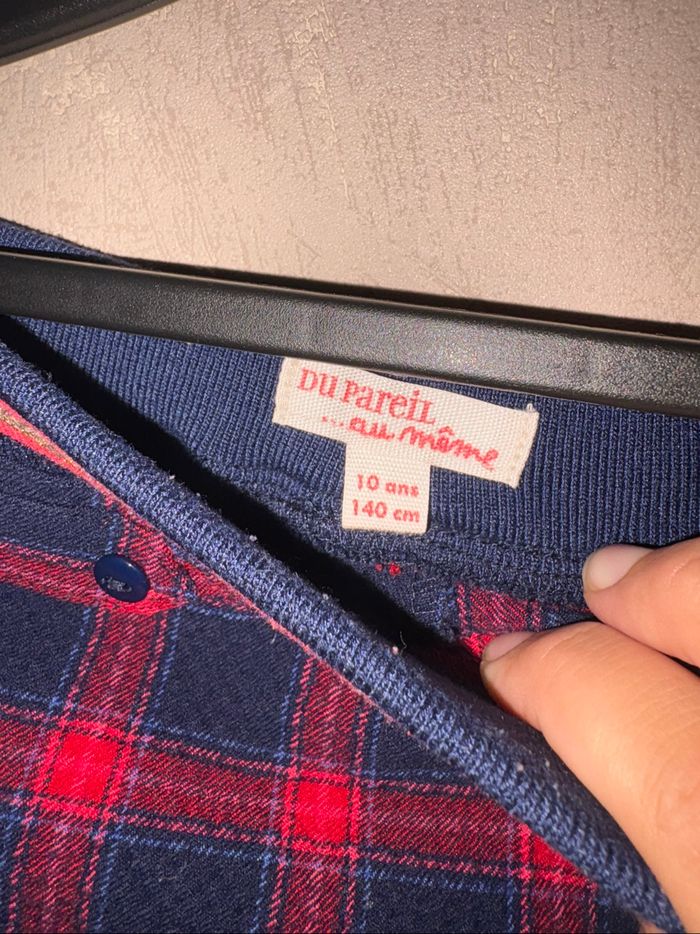 DU PAREIL
...au même
10 ans
140 cm